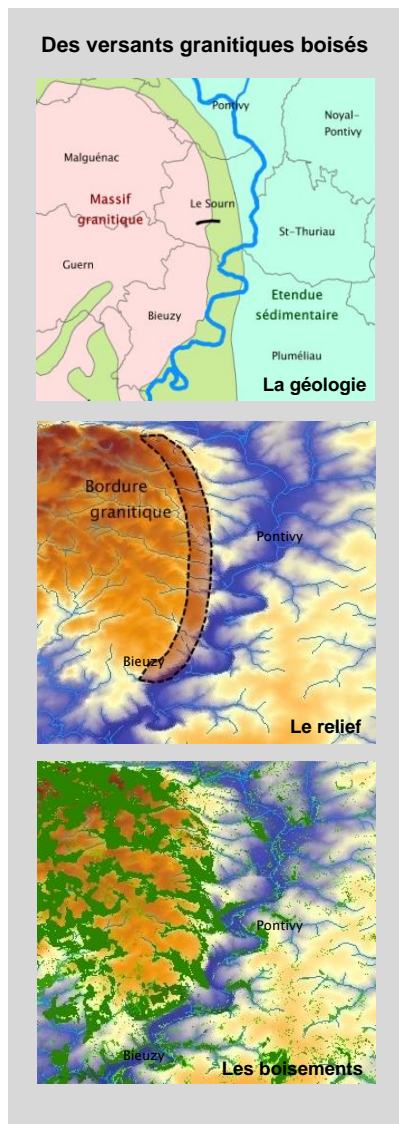 Des versants granitiques boisés
Pontivy
Noyal-
Pontivy
Malguénac
Massif
granitique
Le Sourn
St-Thuriau
Guern
Bieuzy
Etendue
sédimentaire
Pluméliau
La géologie
Bordure
granitique
Pontivy
Bieuzy
Le relief
Pontivy
Bieuzy
Les boisements